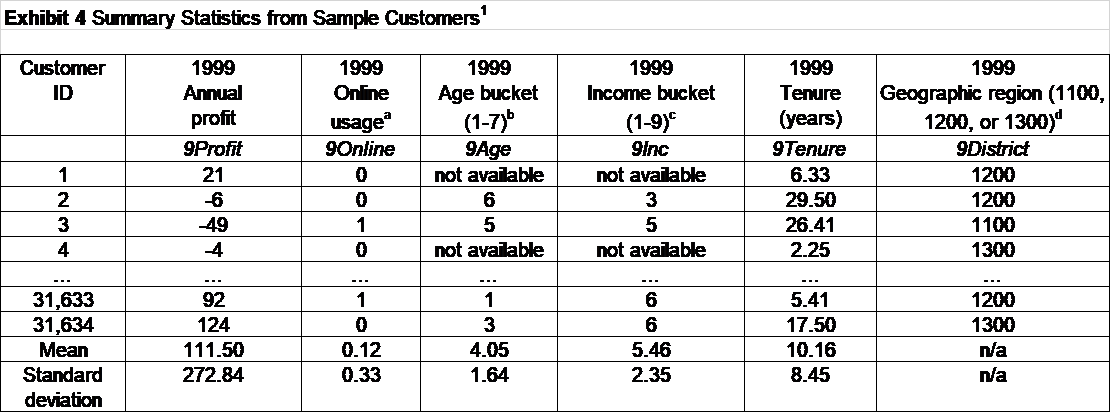 Exhibit 4 Summary Statistics from Sample Customers1
Customer ID 1999 Annual profit 1999 Online usagea 1999 Age bucket (1-7)b 1999 Income bucket (1-9)c 1999 Tenure (years) 1999 Geographic region (1100, 1200, or 1300)d
9Profit 9Online 9Age 9Inc 9Tenure 9District
1 21 0 not available not available 6.33 1200
2 -6 0 6 3 29.50 1200
3 -49 1 5 5 26.41 1100
4 -4 0 not available not available 2.25 1300
... ... ... ... ... ... ...
31,633 92 1 1 6 5.41 1200
31,634 124 0 3 6 17.50 1300
Mean 111.50 0.12 4.05 5.46 10.16 n/a
Standard deviation 272.84 0.33 1.64 2.35 8.45 n/a